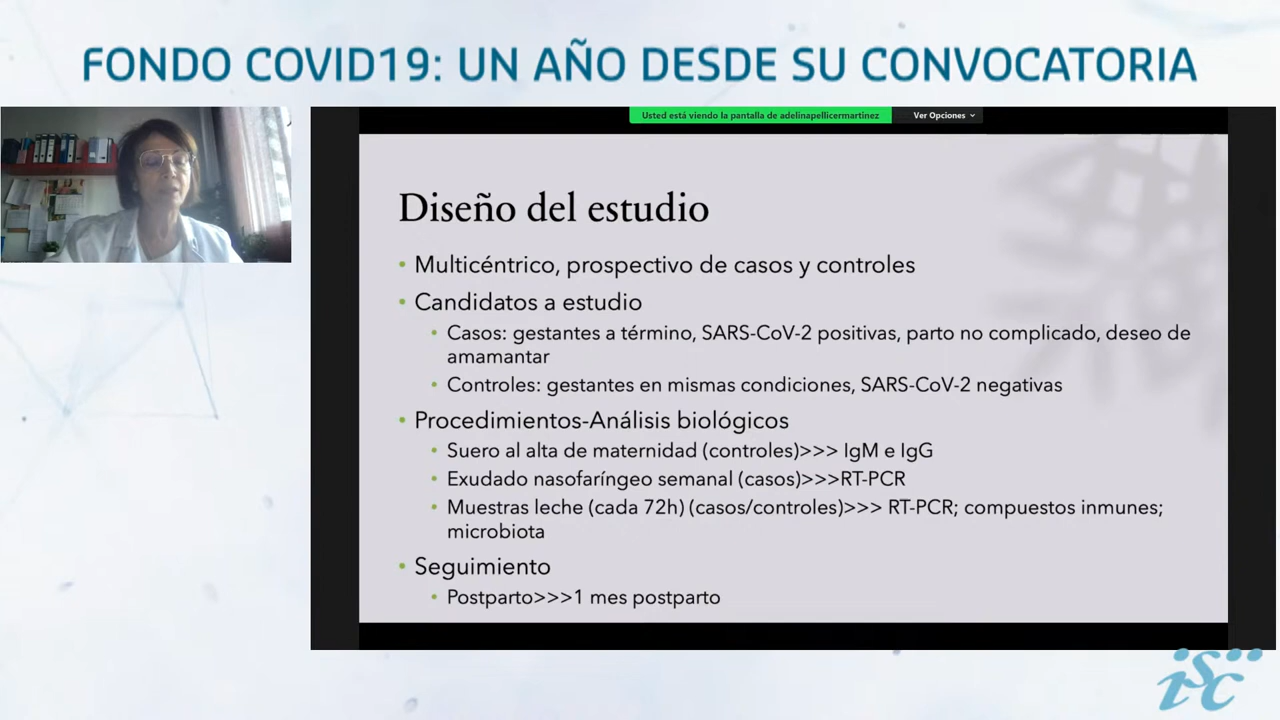 FONDO COVID19: UN AÑO DESDE SU CONVOCATORIA
Usted está viendo la pantalla de adelinapellicermartinez
Ver Opciones
Diseño del estudio
• Multicéntrico, prospectivo de casos y controles
• Candidatos a estudio
• Casos: gestantes a término, SARS-CoV-2 positivas, parto no complicado, deseo de
amamantar
• Controles: gestantes en mismas condiciones, SARS-CoV-2 negativas
• Procedimientos-Análisis biológicos
• Suero al alta de maternidad (controles)>>> IgM e IgG
• Exudado nasofaríngeo semanal (casos)>>>RT-PCR
• Muestras leche (cada 72h) (casos/controles)>>> RT-PCR; compuestos inmunes;
microbiota
• Seguimiento
• Postparto>>>1 mes postparto
isc